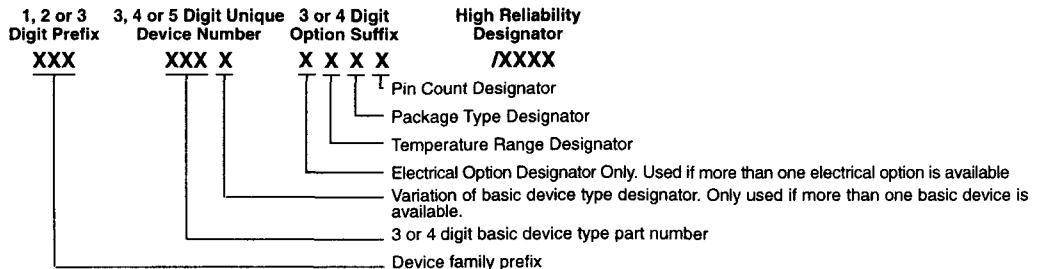 1, 2 or 3 3, 4 or 5 Digit Unique 3 or 4 Digit High Reliability
Digit Prefix Device Number Option Suffix Designator
XXX XXX X X X X X /XXXX
Pin Count Designator
Package Type Designator
Temperature Range Designator
Electrical Option Designator Only. Used if more than one electrical option is available
Variation of basic device type designator. Only used if more than one basic device is
available.
3 or 4 digit basic device type part number
Device family prefix